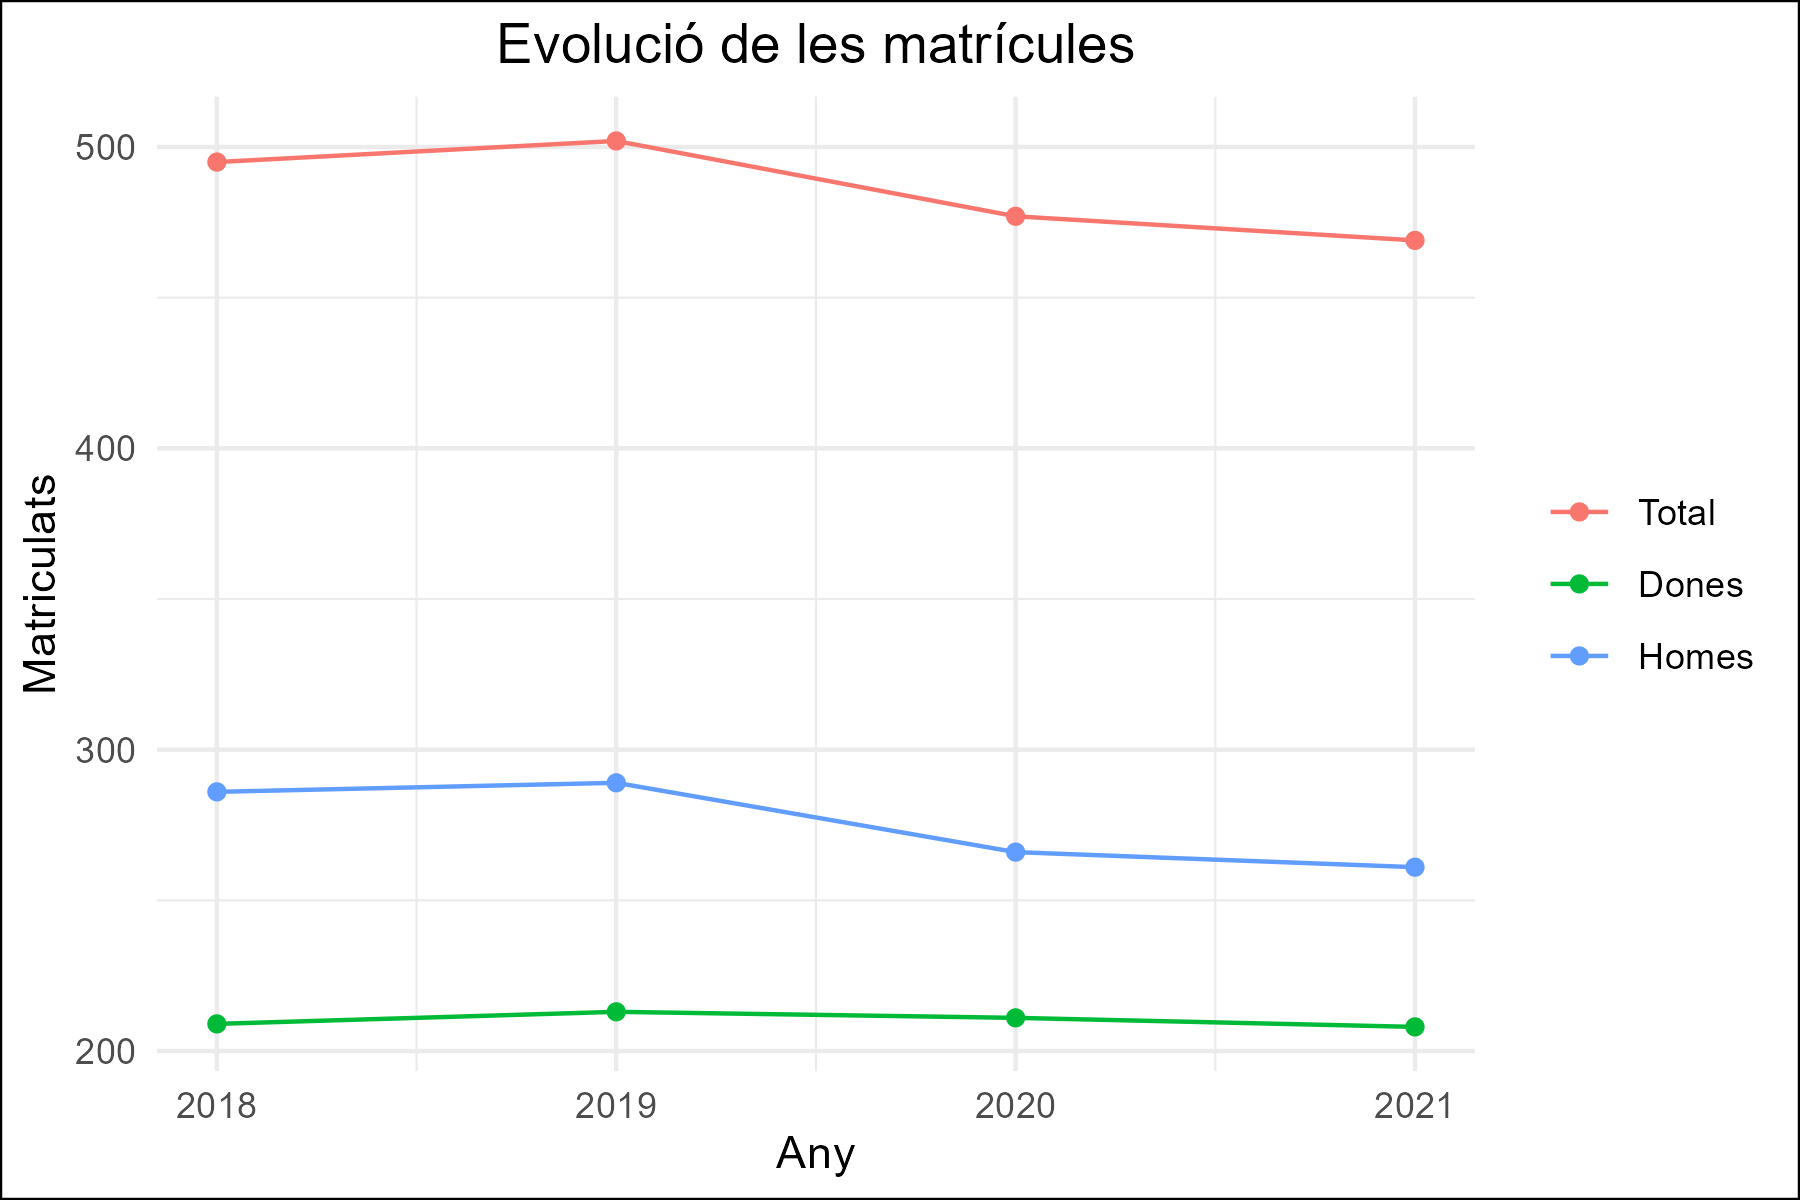 Evolució de les matrícules
500
400
300
200
Matriculats
2018 2019 2020 2021
Any
Total
Dones
Homes